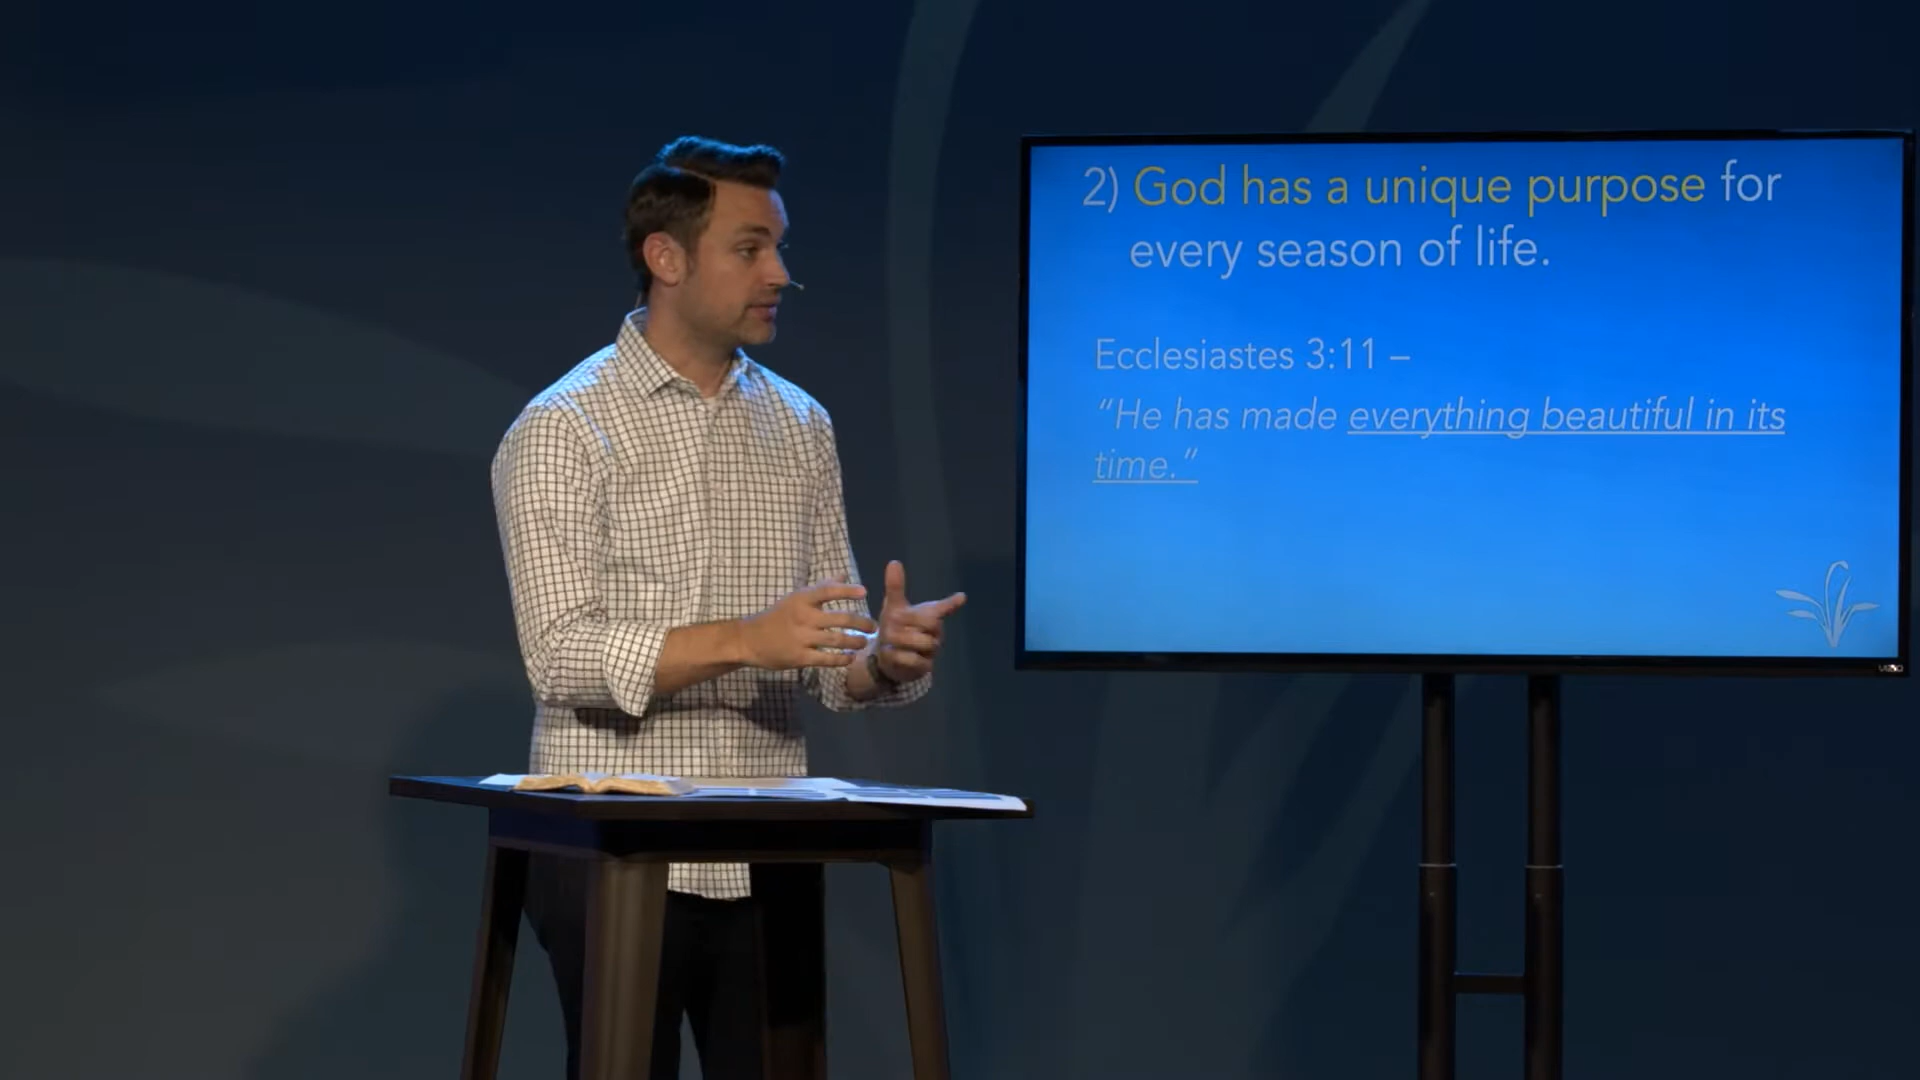 2) God has a unique purpose for
every season of life.
Ecclesiastes 3:11 –
“He has made everything beautiful in its
time.”
VIZIO